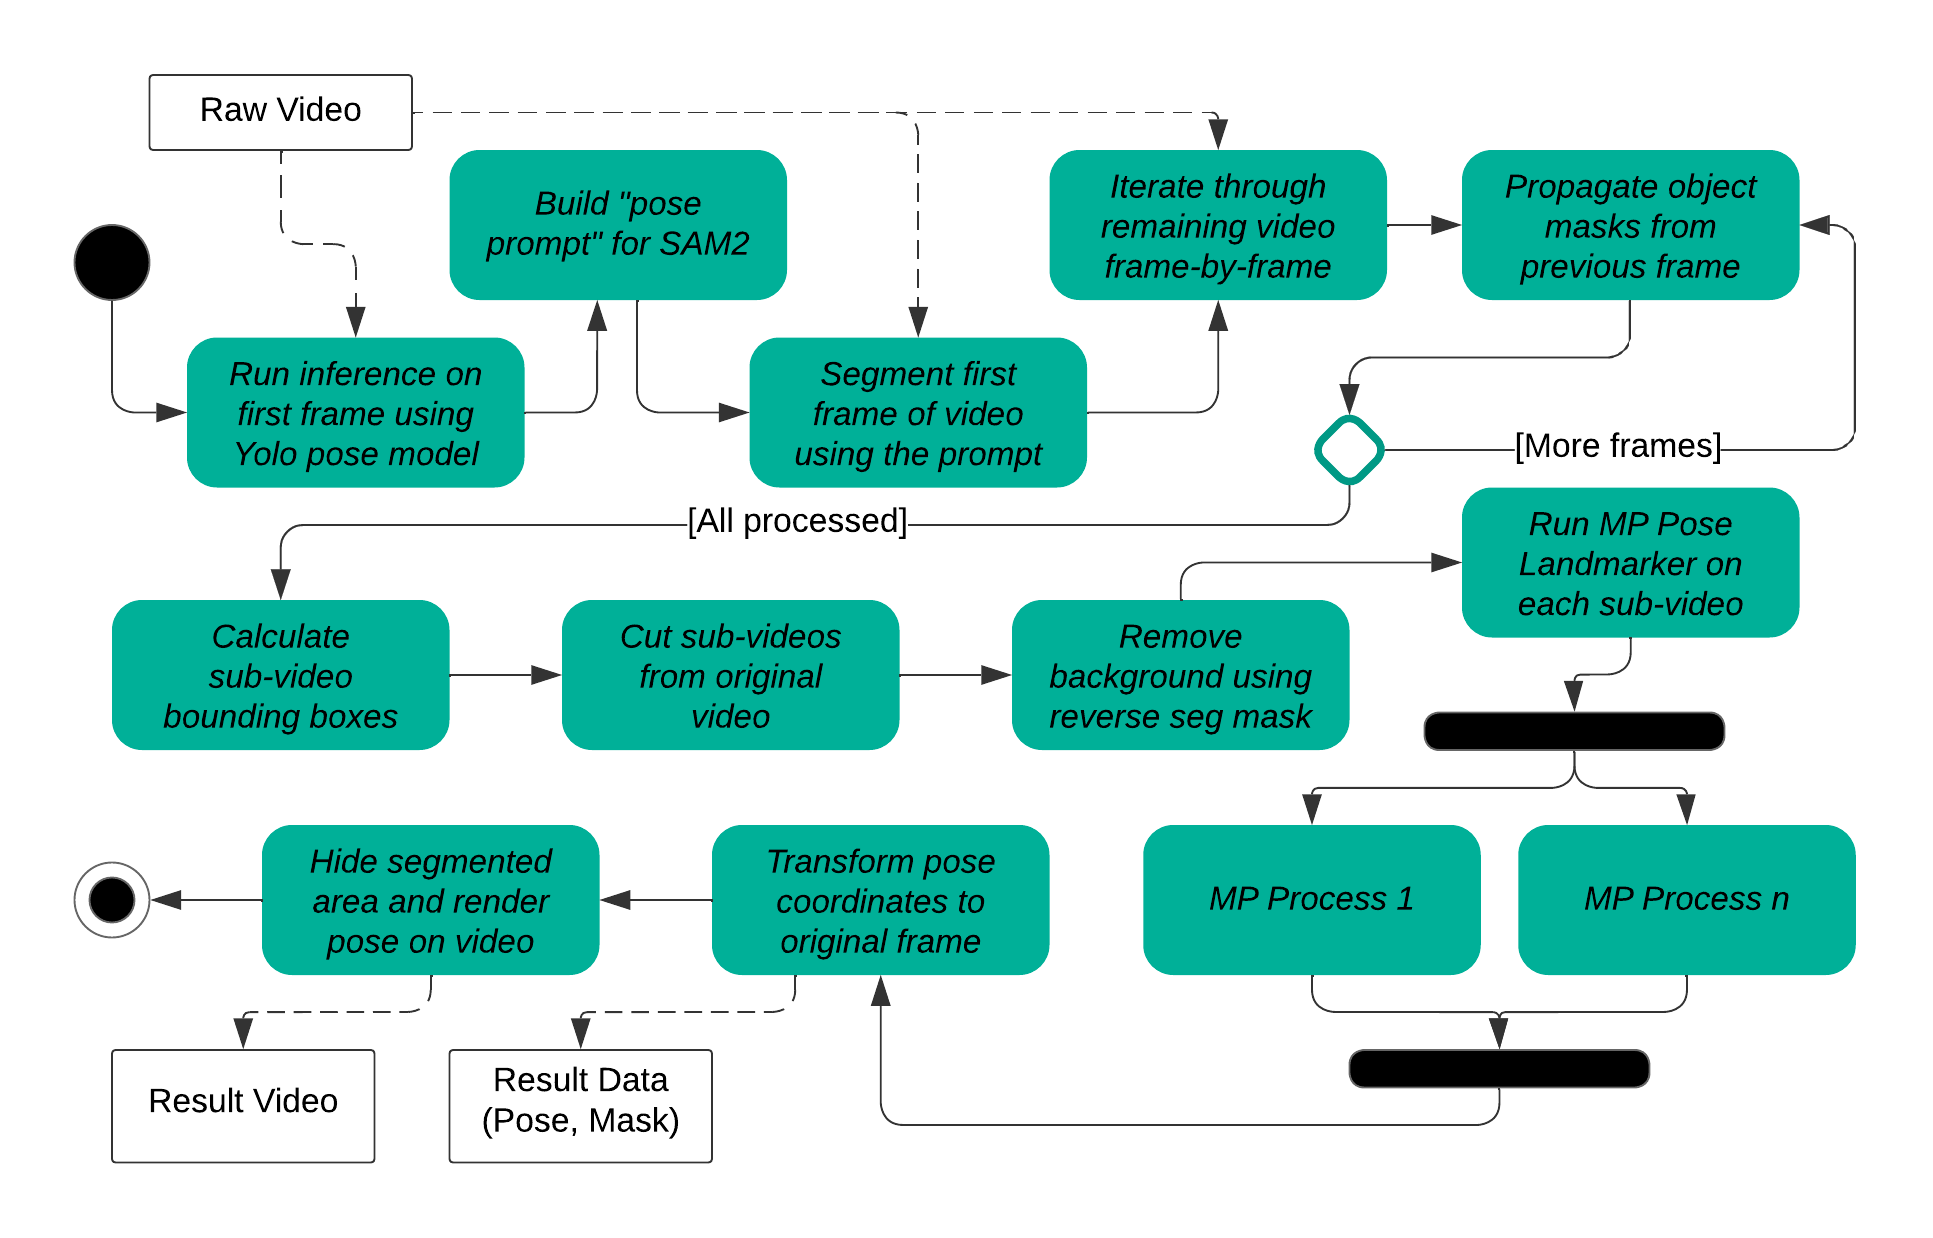 Raw Video
Build "pose
prompt" for SAM2
Iterate through
remaining video
frame-by-frame
Propagate object
masks from
previous frame
Run inference on
first frame using
Yolo pose model
Segment first
frame of video
using the prompt
[More frames]
[All processed]
Run MP Pose
Landmarker on
each sub-video
Calculate
sub-video
bounding boxes
Cut sub-videos
from original
video
Remove
background using
reverse seg mask
Hide segmented
area and render
pose on video
Transform pose
coordinates to
original frame
MP Process 1
MP Process n
Result Video
Result Data
(Pose, Mask)